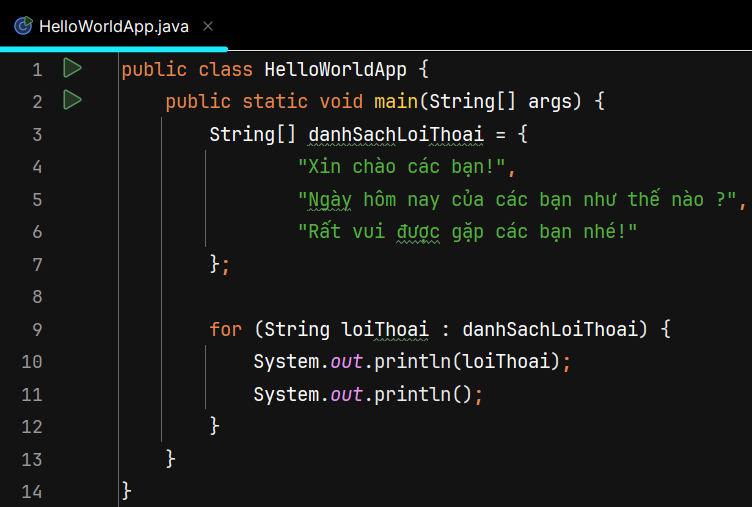 HelloWorldApp.java
1 public class HelloWorldApp {
2 public static void main(String[] args) {
3 String[] danhSachLoiThoai = {
4 "Xin chào các bạn!",
5 "Ngày hôm nay của các bạn như thế nào ?",
6 "Rất vui được gặp các bạn nhé!"
7 };
8
9 for (String loiThoai : danhSachLoiThoai) {
10 System.out.println(loiThoai);
11 System.out.println();
12 }
13 }
14 }